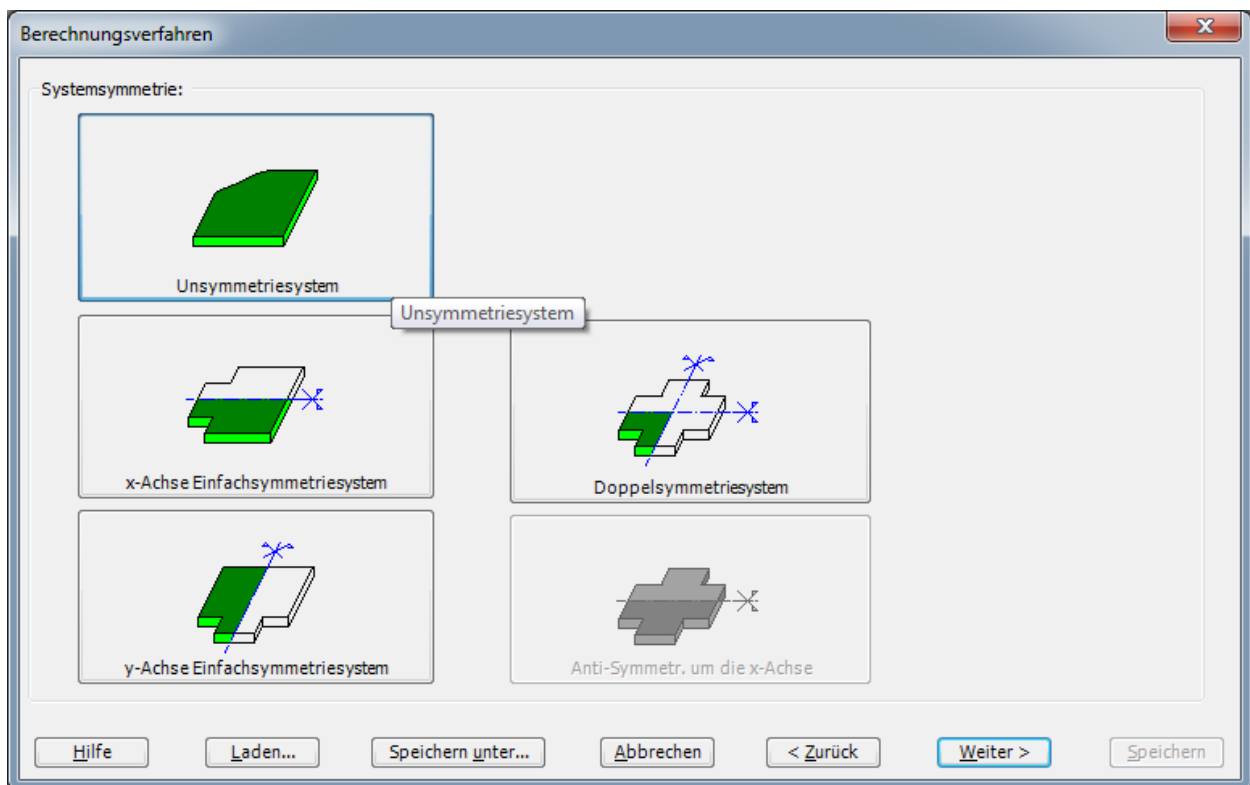 Berechnungsverfahren
Systemsymmetrie:
Unsymmetriesystem
Unsymmetriesystem
x-Achse Einfachsymmetriesystem
Doppelsymmetriesystem
y-Achse Einfachsymmetriesystem
Anti-Symmetr. um die x-Achse
Hilfe
Laden...
Speichern unter...
Abbrechen
< Zurück
Weiter >
Speichern